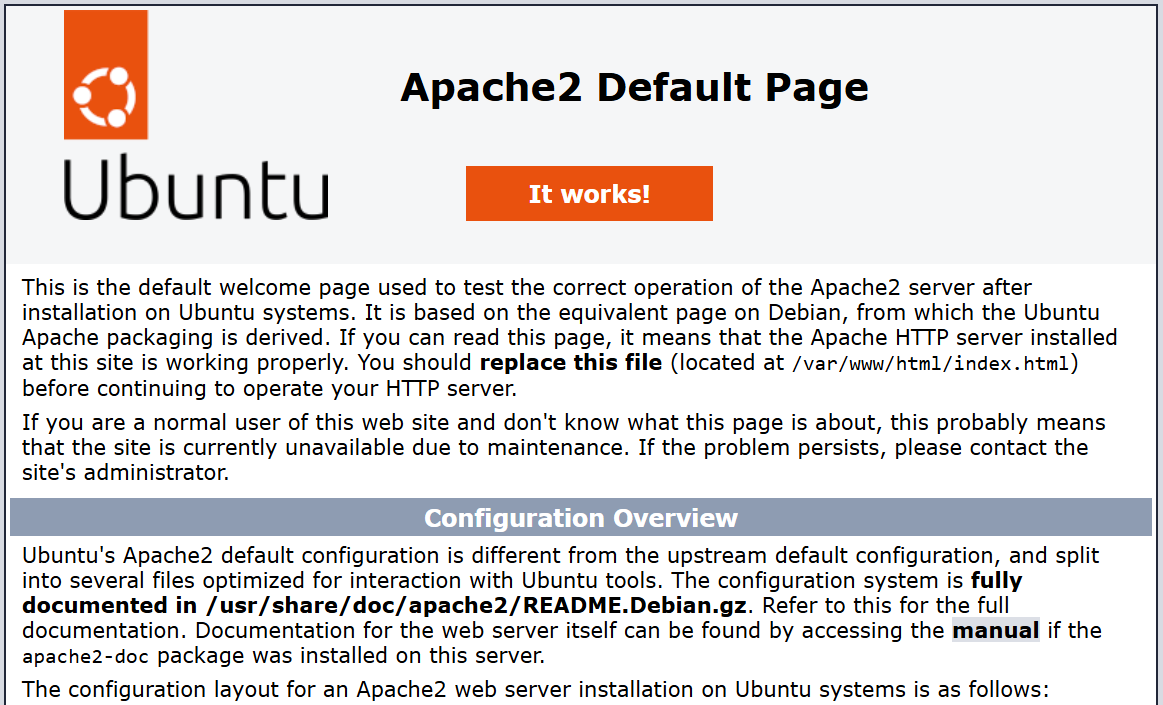 Ubuntu
Apache2 Default Page
It works!
This is the default welcome page used to test the correct operation of the Apache2 server after
installation on Ubuntu systems. It is based on the equivalent page on Debian, from which the Ubuntu
Apache packaging is derived. If you can read this page, it means that the Apache HTTP server installed
at this site is working properly. You should replace this file (located at /var/www/html/index.html)
before continuing to operate your HTTP server.
If you are a normal user of this web site and don't know what this page is about, this probably means
that the site is currently unavailable due to maintenance. If the problem persists, please contact the
site's administrator.
Configuration Overview
Ubuntu's Apache2 default configuration is different from the upstream default configuration, and split
into several files optimized for interaction with Ubuntu tools. The configuration system is fully
documented in /usr/share/doc/apache2/README.Debian.gz. Refer to this for the full
documentation. Documentation for the web server itself can be found by accessing the manual if the
apache2-doc package was installed on this server.
The configuration layout for an Apache2 web server installation on Ubuntu systems is as follows: